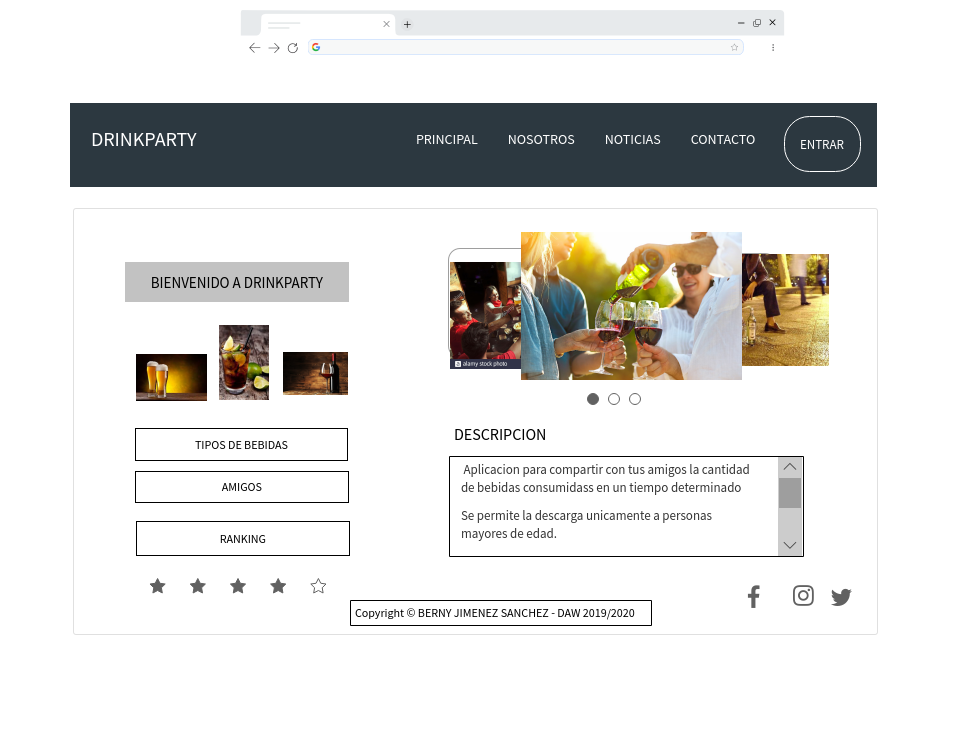 DRINKPARTY
PRINCIPAL
NOSOTROS
NOTICIAS
CONTACTO
ENTRAR
BIENVENIDO A DRINKPARTY
a alamy stock photo
TIPOS DE BEBIDAS
AMIGOS
RANKING
DESCRIPCION
Aplicacion para compartir con tus amigos la cantidad
de bebidas consumidass en un tiempo determinado
Se permite la descarga unicamente a personas
mayores de edad.
Copyright © BERNY JIMENEZ SANCHEZ - DAW 2019/2020